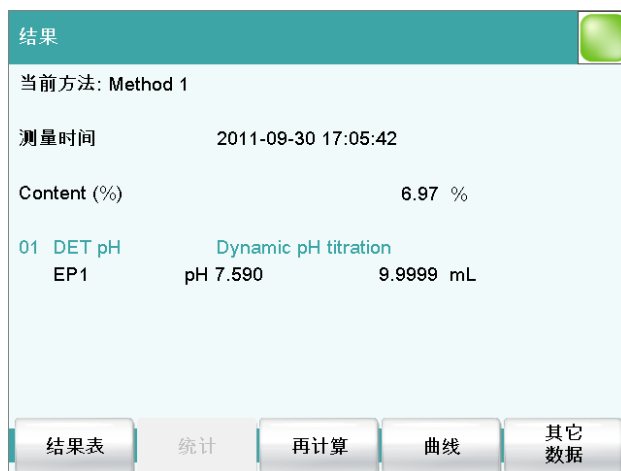 结果
当前方法: Method 1
测量时间 2011-09-30 17:05:42
Content (%) 6.97 %
01 DET pH Dynamic pH titration
EP1 pH 7.590 9.9999 mL
结果表 统计 再计算 曲线 其它
数据